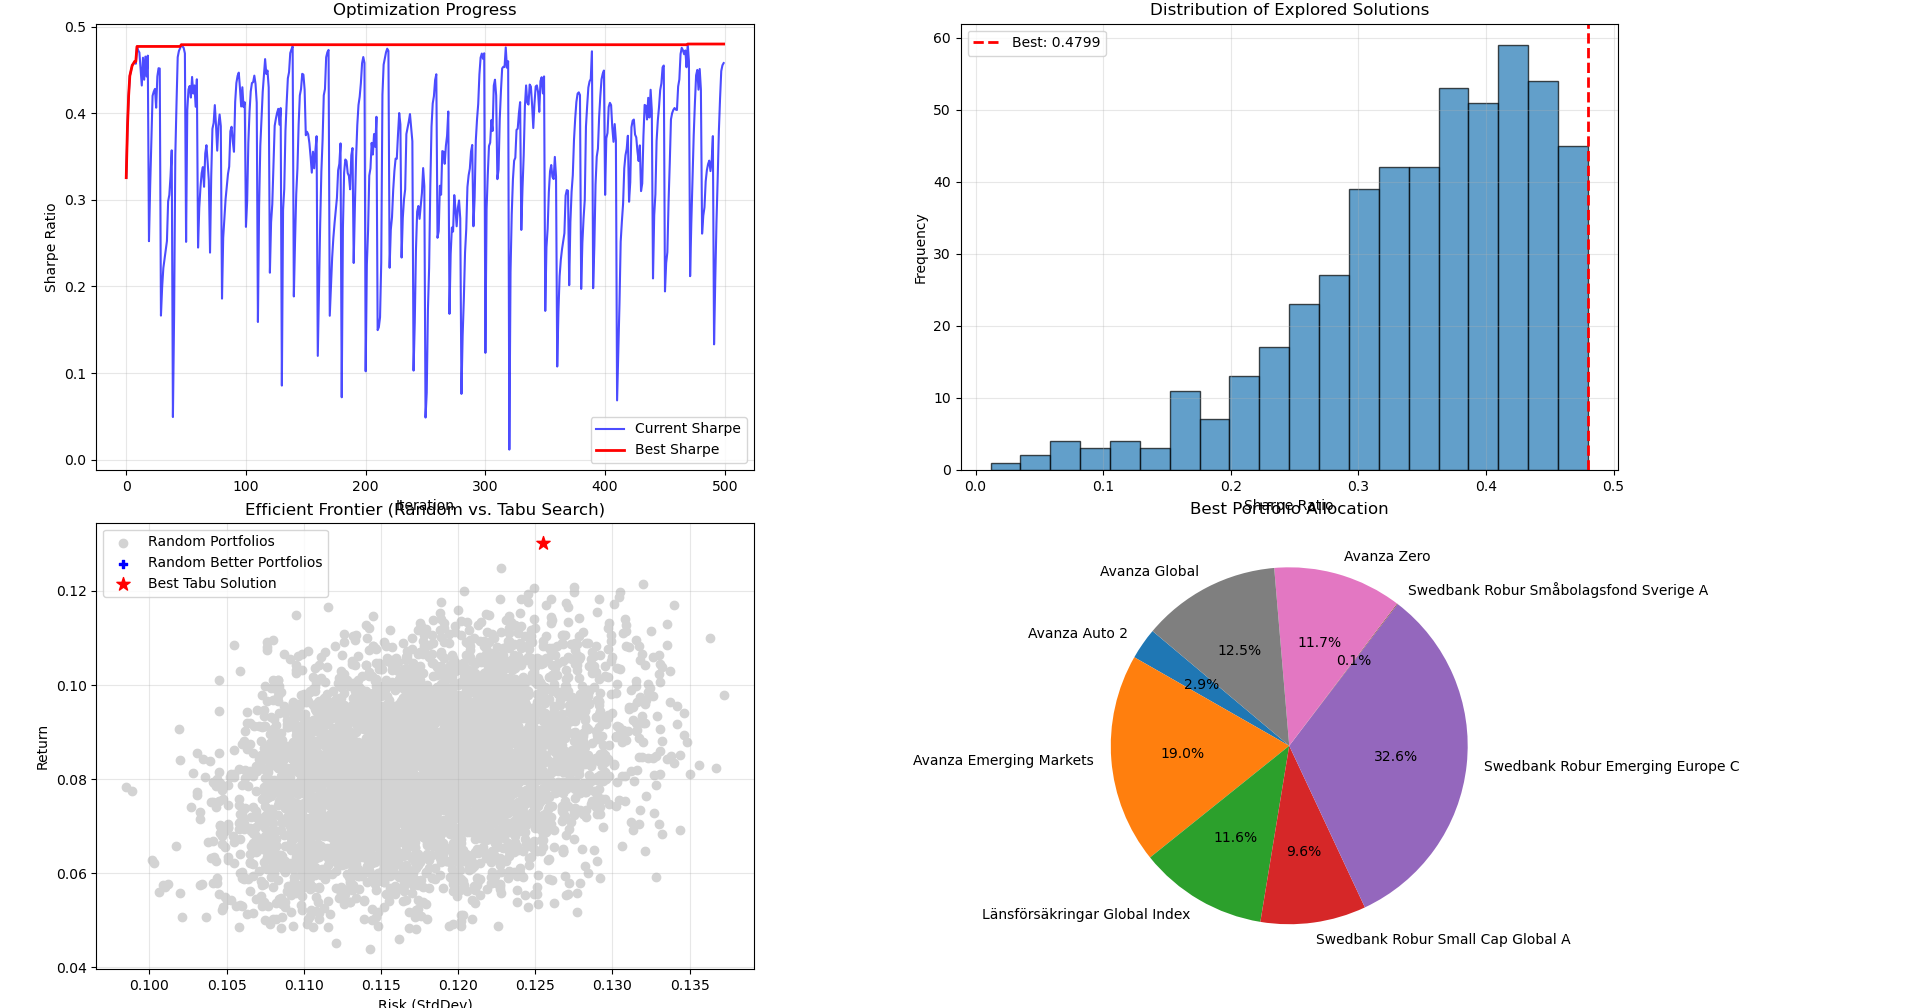 Optimization Progress
0.5
0.4
0.3
0.2
0.1
0.0
Sharpe Ratio
Current Sharpe
Best Sharpe
0
100
200
300
400
500
Iteration
Distribution of Explored Solutions
60
50
40
30
20
10
0
Frequency
Best: 0.4799
0.0
0.1
0.2
0.3
0.4
0.5
Sharpe Ratio
Efficient Frontier (Random vs. Tabu Search)
Random Portfolios
Random Better Portfolios
Best Tabu Solution
0.12
0.10
0.08
0.06
0.04
Return
0.100
0.105
0.110
0.115
0.120
0.125
0.130
0.135
Risk (StdDev)
Best Portfolio Allocation
Avanza Zero
Avanza Global
Swedbank Robur Småbolagsfond Sverige A
Avanza Auto 2
11.7%
12.5%
0.1%
2.9%
Avanza Emerging Markets
19.0%
32.6%
Swedbank Robur Emerging Europe C
11.6%
9.6%
Länsförsäkringar Global Index
Swedbank Robur Small Cap Global A